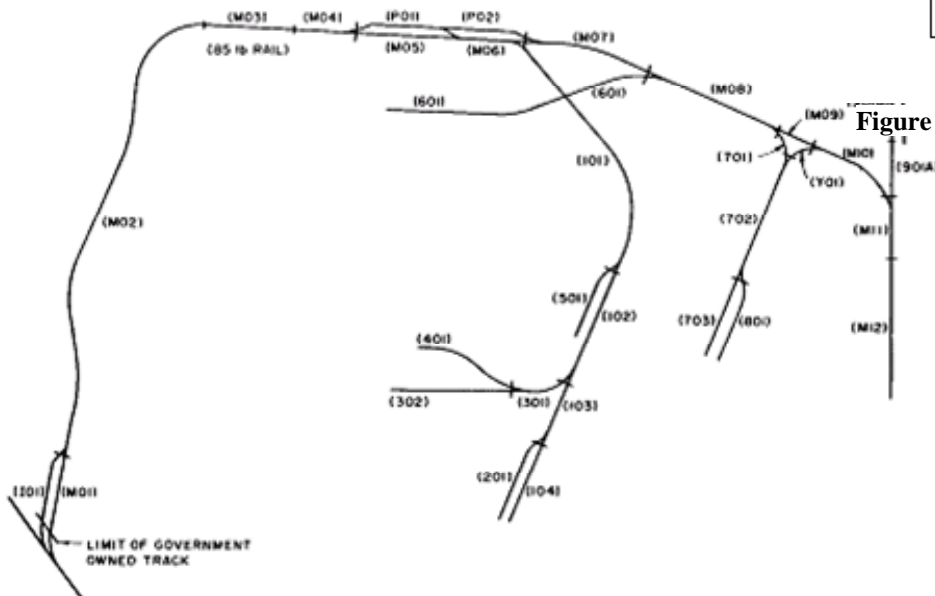 (M03)
(M04)
(P01)
(P02)
(85 lb RAIL)
(M05)
(M06)
(M07)
(601)
(601)
(M08)
(M09)
Figure
(M10)
(901A)
(701)
(Y01)
(101)
(702)
(M02)
(M11)
(501)
(102)
(703)
(801)
(M12)
(401)
(302)
(301)
(103)
(201)
(104)
(M01)
LIMIT OF GOVERNMENT
OWNED TRACK